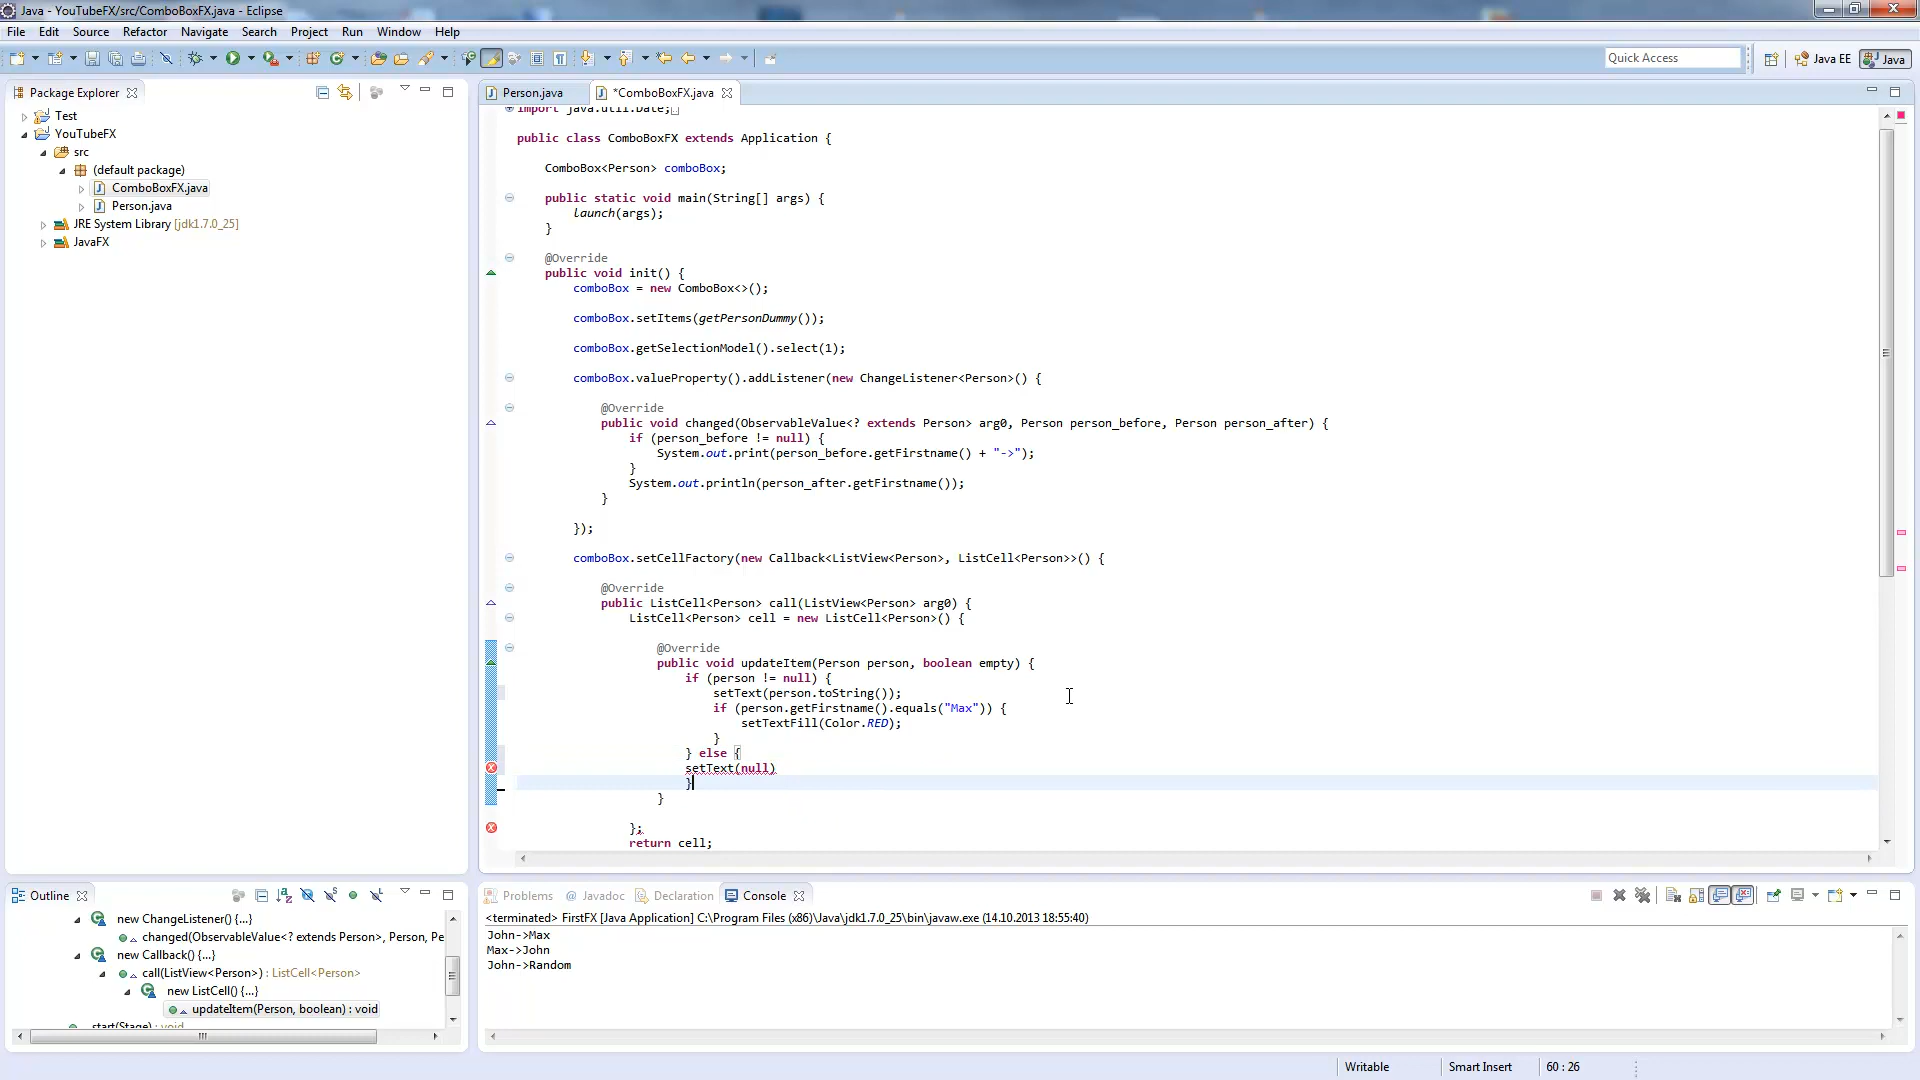 Java - YouTubeFX/src/ComboBoxFX.java - Eclipse
File Edit Source Refactor Navigate Search Project Run Window Help
Quick Access Java EE Java
Package Explorer
Test
YouTubeFX
src
(default package)
ComboBoxFX.java
Person.java
JRE System Library [jdk1.7.0_25]
JavaFX
Person.java *ComboBoxFX.java
import java.util.Date;
public class ComboBoxFX extends Application {
ComboBox<Person> comboBox;
public static void main(String[] args) {
launch(args);
}
@Override
public void init() {
comboBox = new ComboBox<>();
comboBox.setItems(getPersonDummy());
comboBox.getSelectionModel().select(1);
comboBox.valueProperty().addListener(new ChangeListener<Person>() {
@Override
public void changed(ObservableValue<? extends Person> arg0, Person person_before, Person person_after) {
if (person_before != null) {
System.out.print(person_before.getFirstname() + "->");
}
System.out.println(person_after.getFirstname());
}
});
comboBox.setCellFactory(new Callback<ListView<Person>, ListCell<Person>>() {
@Override
public ListCell<Person> call(ListView<Person> arg0) {
ListCell<Person> cell = new ListCell<Person>() {
@Override
public void updateItem(Person person, boolean empty) {
if (person != null) {
setText(person.toString());
if (person.getFirstname().equals("Max")) {
setTextFill(Color.RED);
}
} else {
setText(null)
}
}
};
return cell;
Outline
new ChangeListener() {...}
changed(ObservableValue<? extends Person>, Person, Pe
new Callback() {...}
call(ListView<Person>) : ListCell<Person>
new ListCell() {...}
updateItem(Person, boolean) : void
start(Stage) : void
Problems @ Javadoc Declaration Console
<terminated> FirstFX [Java Application] C:\Program Files (x86)\Java\jdk1.7.0_25\bin\javaw.exe (14.10.2013 18:55:40)
John->Max
Max->John
John->Random
Writable Smart Insert 60 : 26